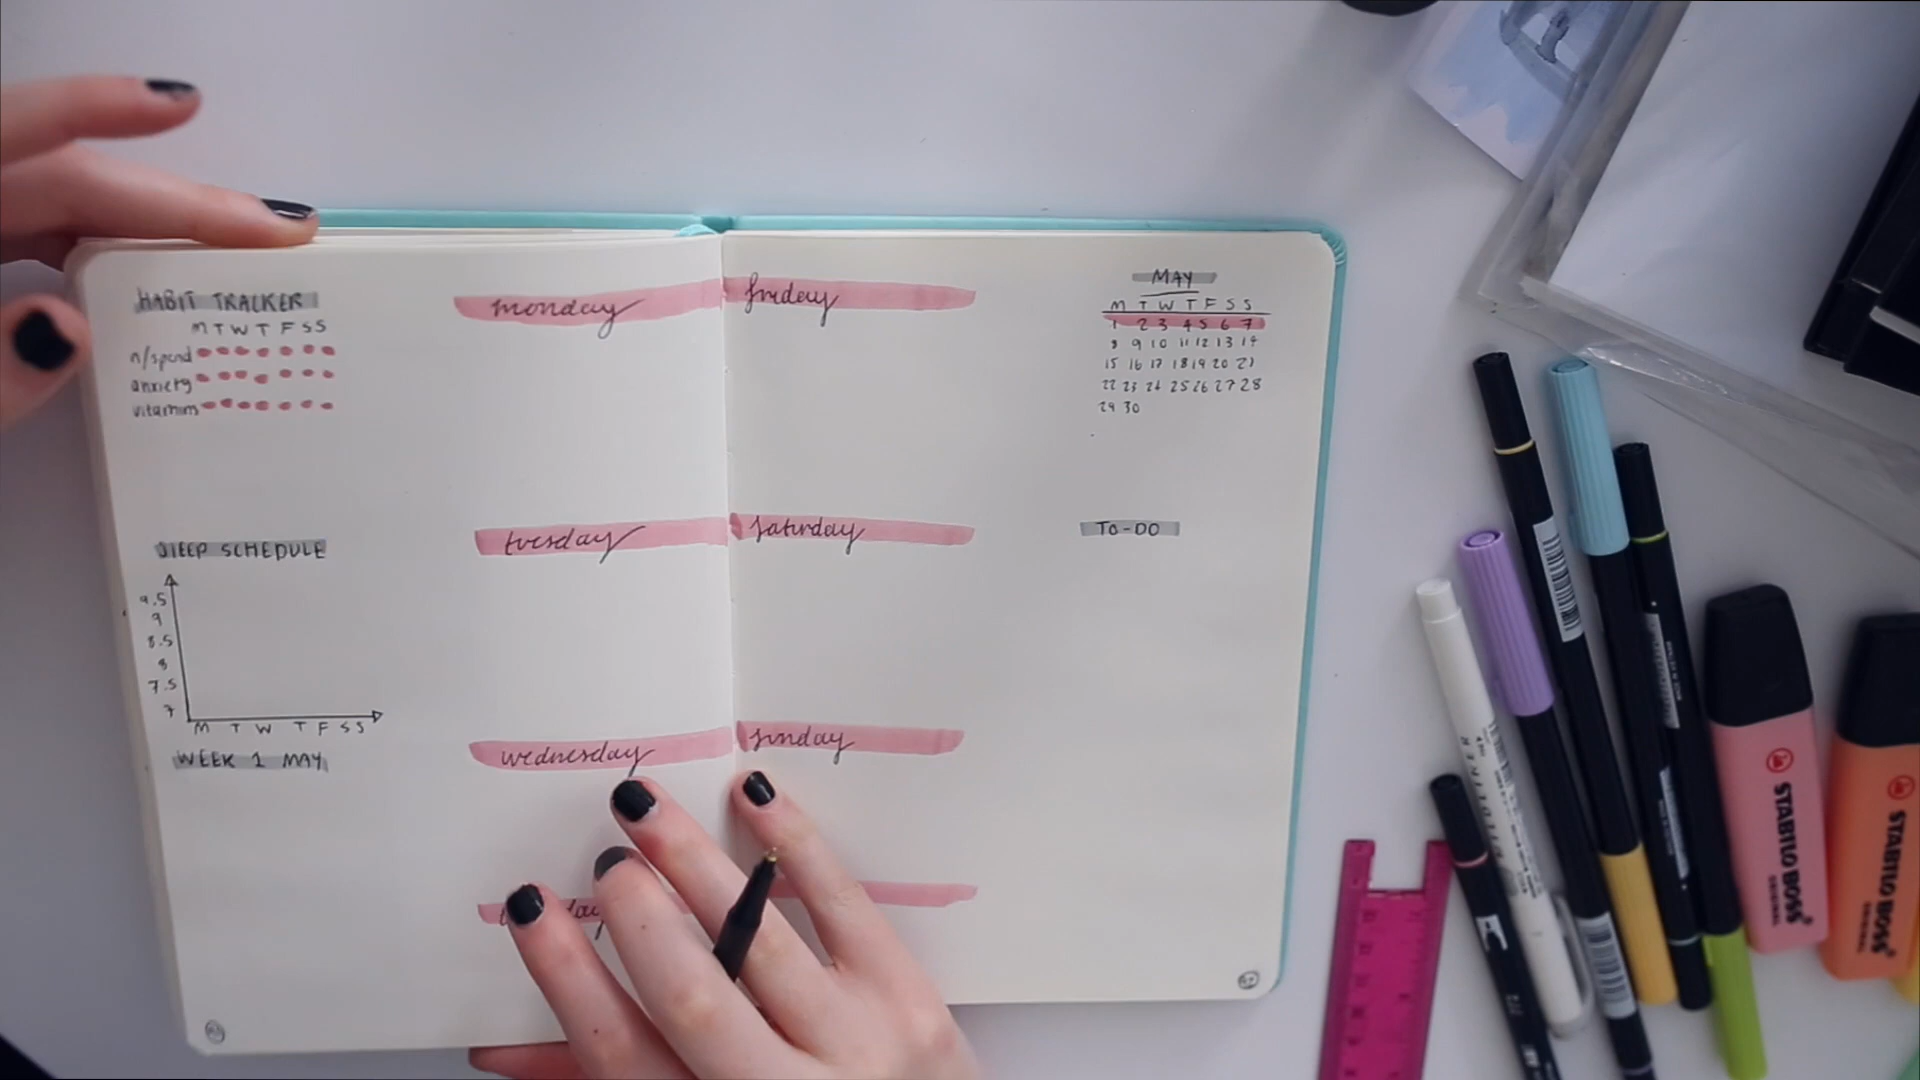 HABIT TRACKER
M T W T F S S
n/spend
anxiety
vitamins
SLEEP SCHEDULE
9.5
9
8.5
8
7.5
7
M T W T F S S
WEEK 1 MAY
monday
tuesday
wednesday
friday
saturday
sunday
MAY
M T W T F S S
1 2 3 4 5 6 7
8 9 10 11 12 13 14
15 16 17 18 19 20 21
22 23 24 25 26 27 28
29 30
TO-DO
STABILO BOSS
ORIGINAL
STABILO BOSS